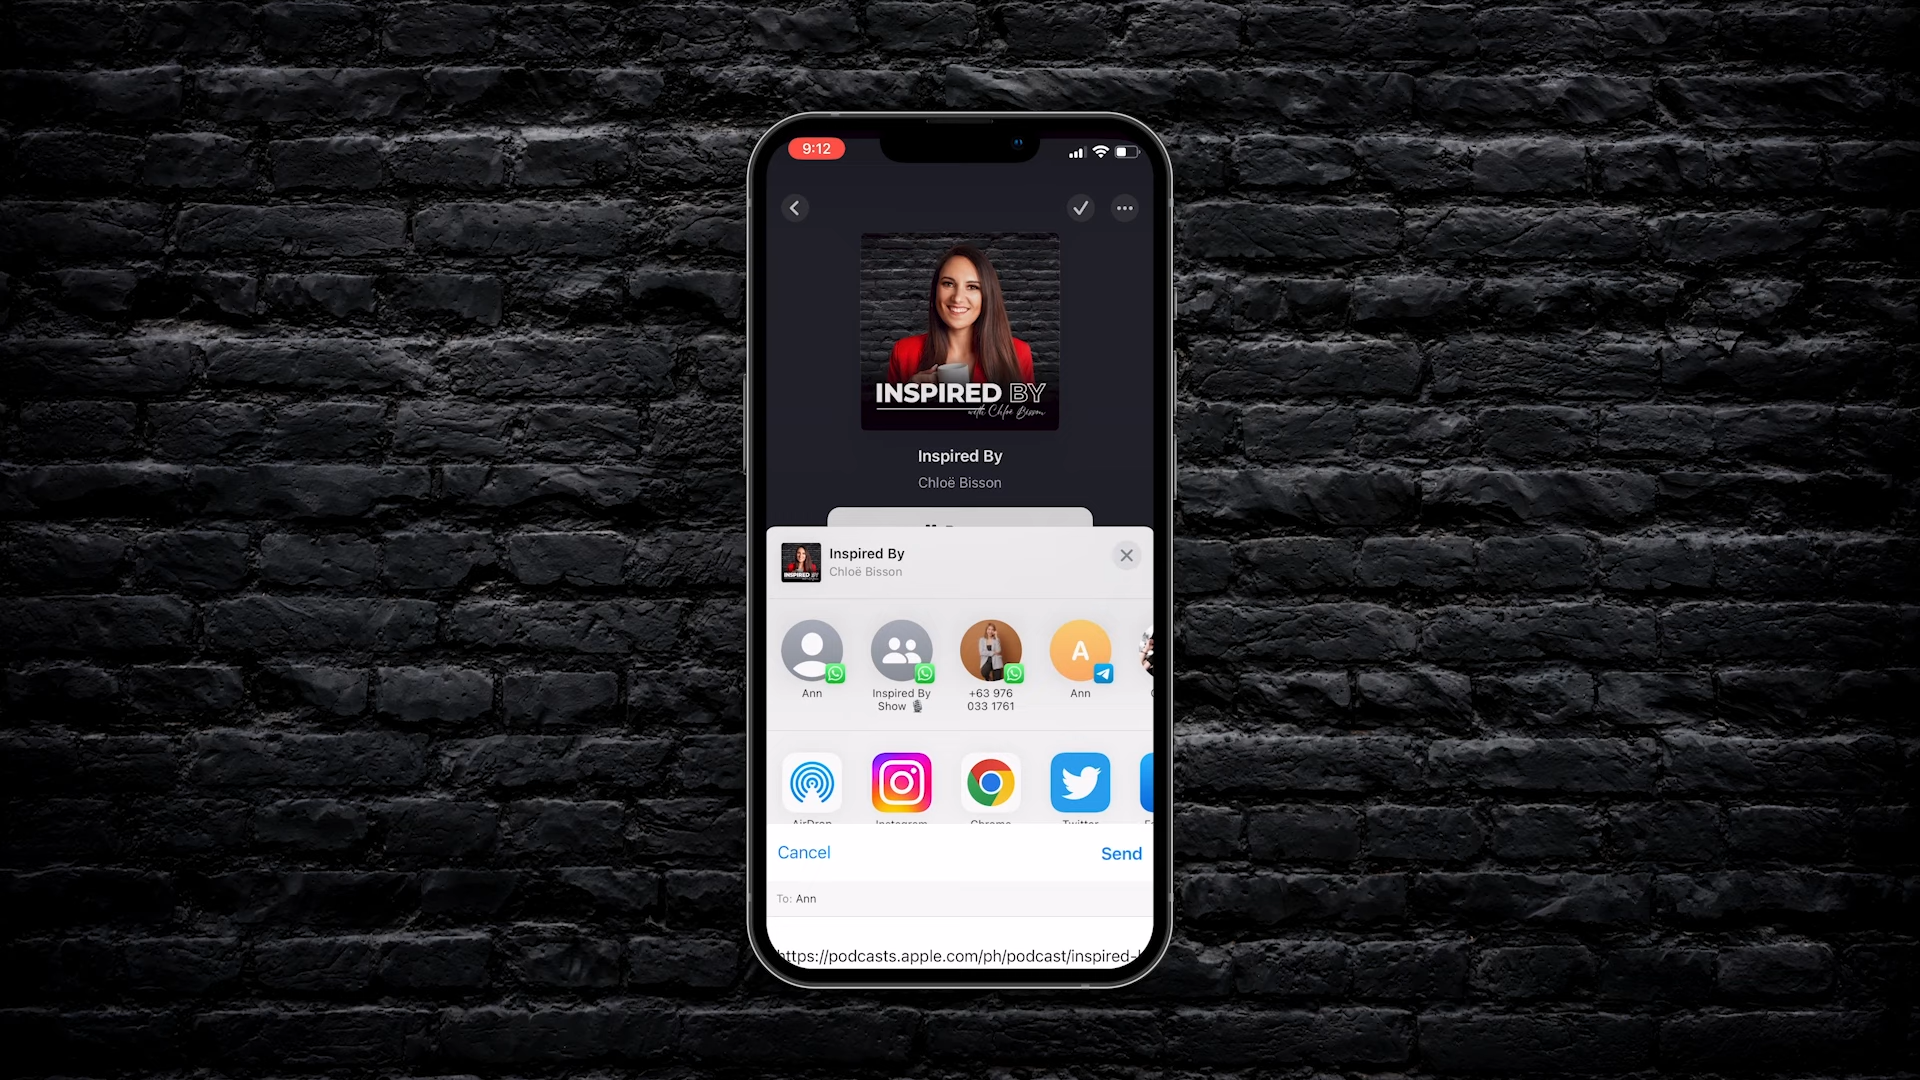 9:12
INSPIRED BY
with Chloë Bisson
Inspired By
Chloë Bisson
Inspired By
Chloë Bisson
Ann
Inspired By
Show 🎙️
+63 976
033 1761
A
Ann
AirDrop
Instagram
Chrome
Twitter
Cancel
Send
To: Ann
https://podcasts.apple.com/ph/podcast/inspired-